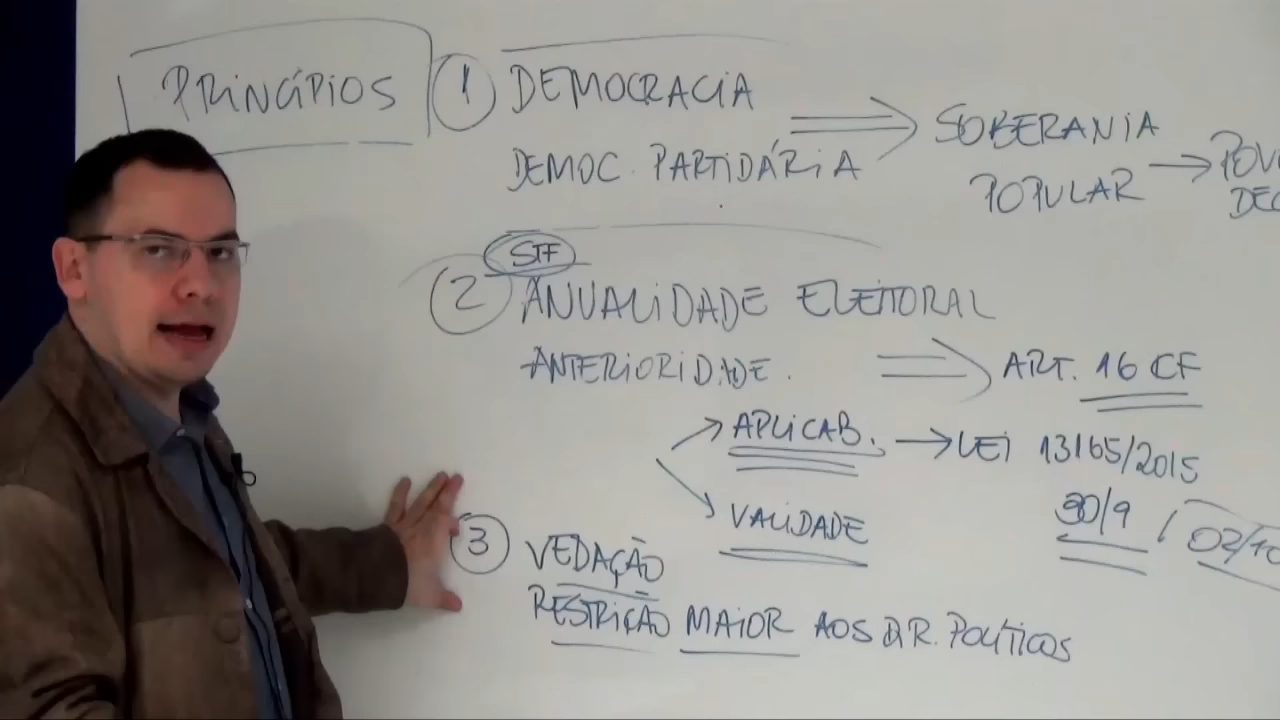 PRINCÍPIOS
1 DEMOCRACIA
DEMOC. PARTIDÁRIA
SOBERANIA
POPULAR
STF
2 ANUALIDADE ELEITORAL
ANTERIORIDADE.
ART. 16 CF
APLICAB. LEI 13165/2015
30/9
VALIDADE
3 VEDAÇÃO
RESTRIÇÃO MAIOR AOS DIR. POLÍTICOS